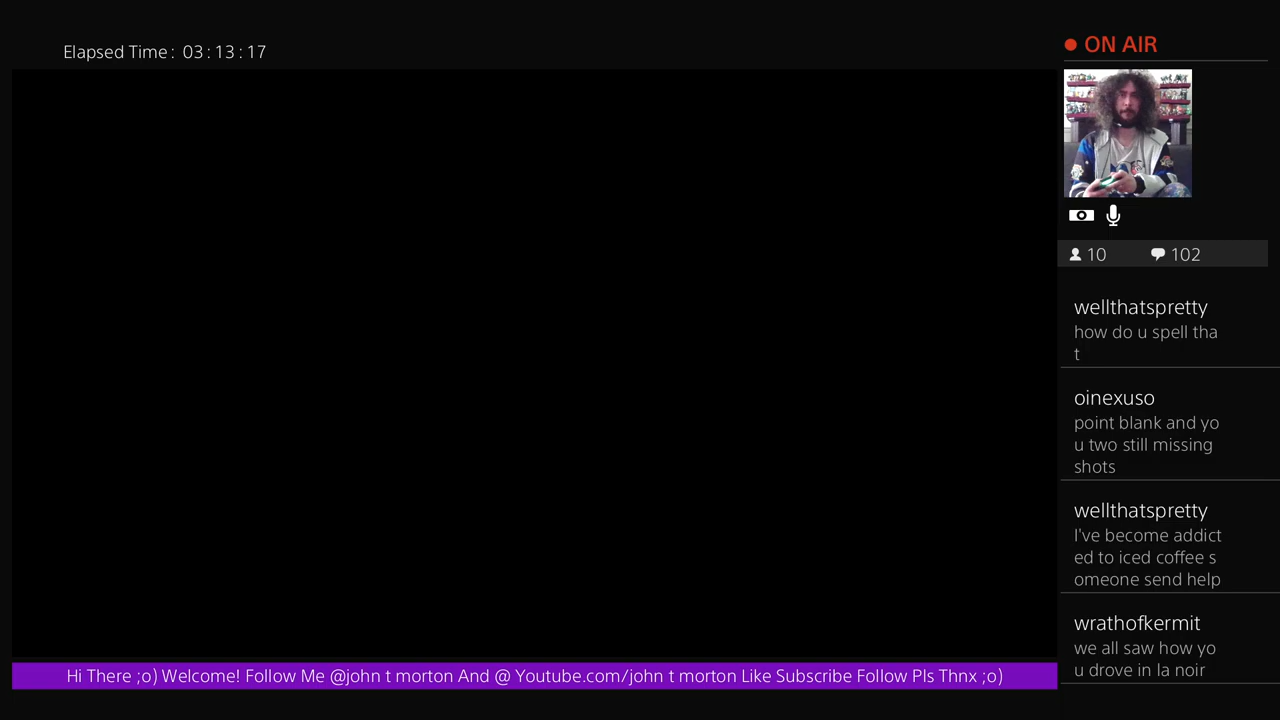 Elapsed Time: 03:13:17
ON AIR
10 102
wellthatspretty
how do u spell tha
t
oinexuso
point blank and yo
u two still missing
shots
wellthatspretty
I've become addict
ed to iced coffee s
omeone send help
wrathofkermit
we all saw how yo
u drove in la noir
Hi There ;o) Welcome! Follow Me @john t morton And @ Youtube.com/john t morton Like Subscribe Follow Pls Thnx ;o)